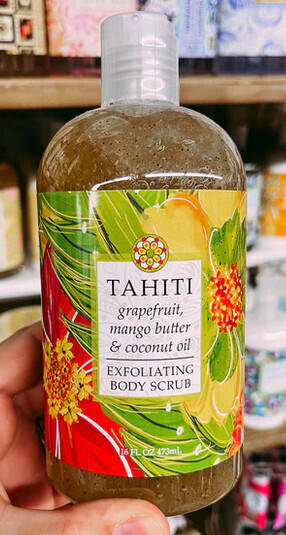 TAHITI
grapefruit,
mango butter
& coconut oil
EXFOLIATING
BODY SCRUB
16 FL OZ 473mL